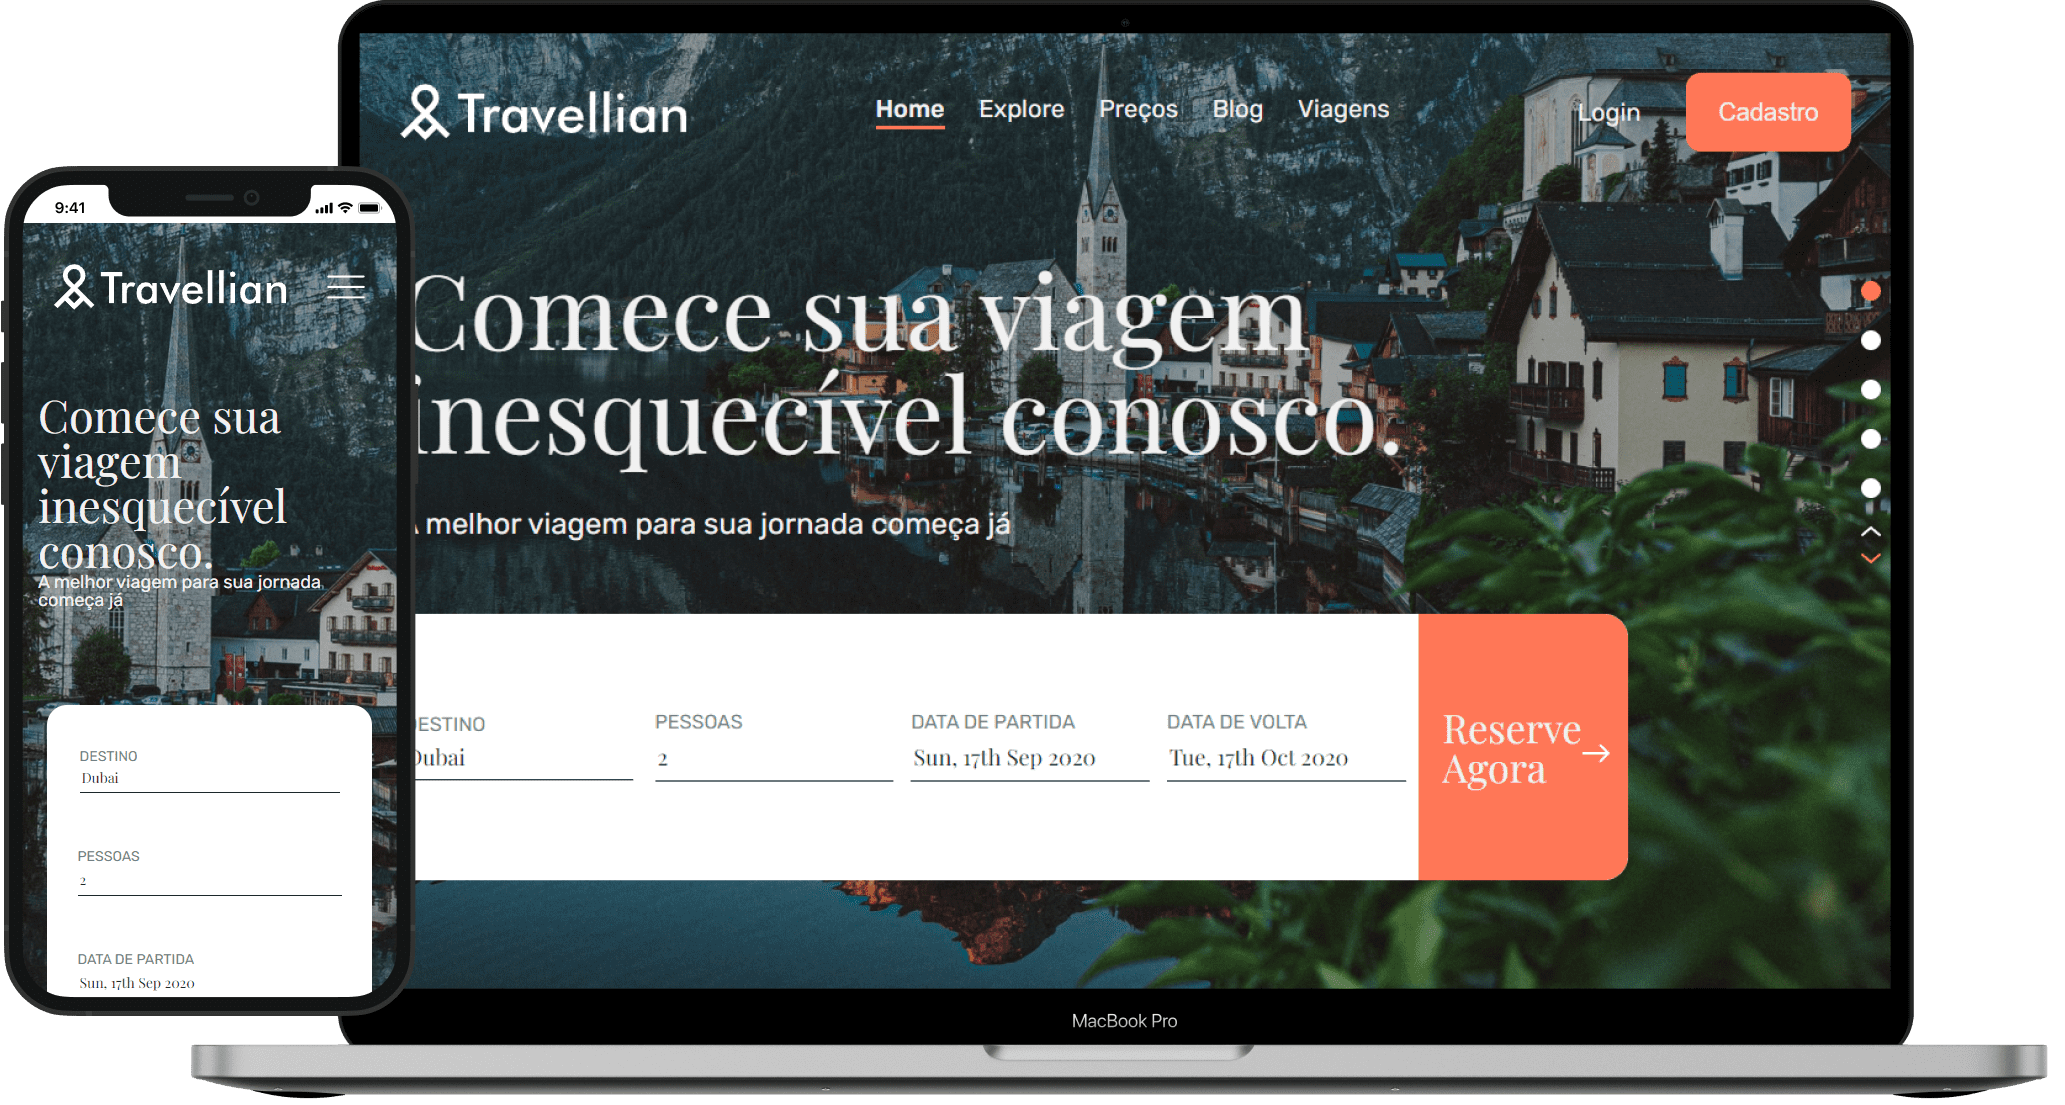 Travellian
Home Explore Preços Blog Viagens
Login
Cadastro
Comece sua viagem
inesquecível conosco.
melhor viagem para sua jornada começa já
ESTINO
Dubai
PESSOAS
2
DATA DE PARTIDA
Sun, 17th Sep 2020
DATA DE VOLTA
Tue, 17th Oct 2020
Reserve
Agora
MacBook Pro
9:41
Travellian
Comece sua
viagem
inesquecível
conosco.
A melhor viagem para sua jornada
começa já
DESTINO
Dubai
PESSOAS
2
DATA DE PARTIDA
Sun, 17th Sep 2020